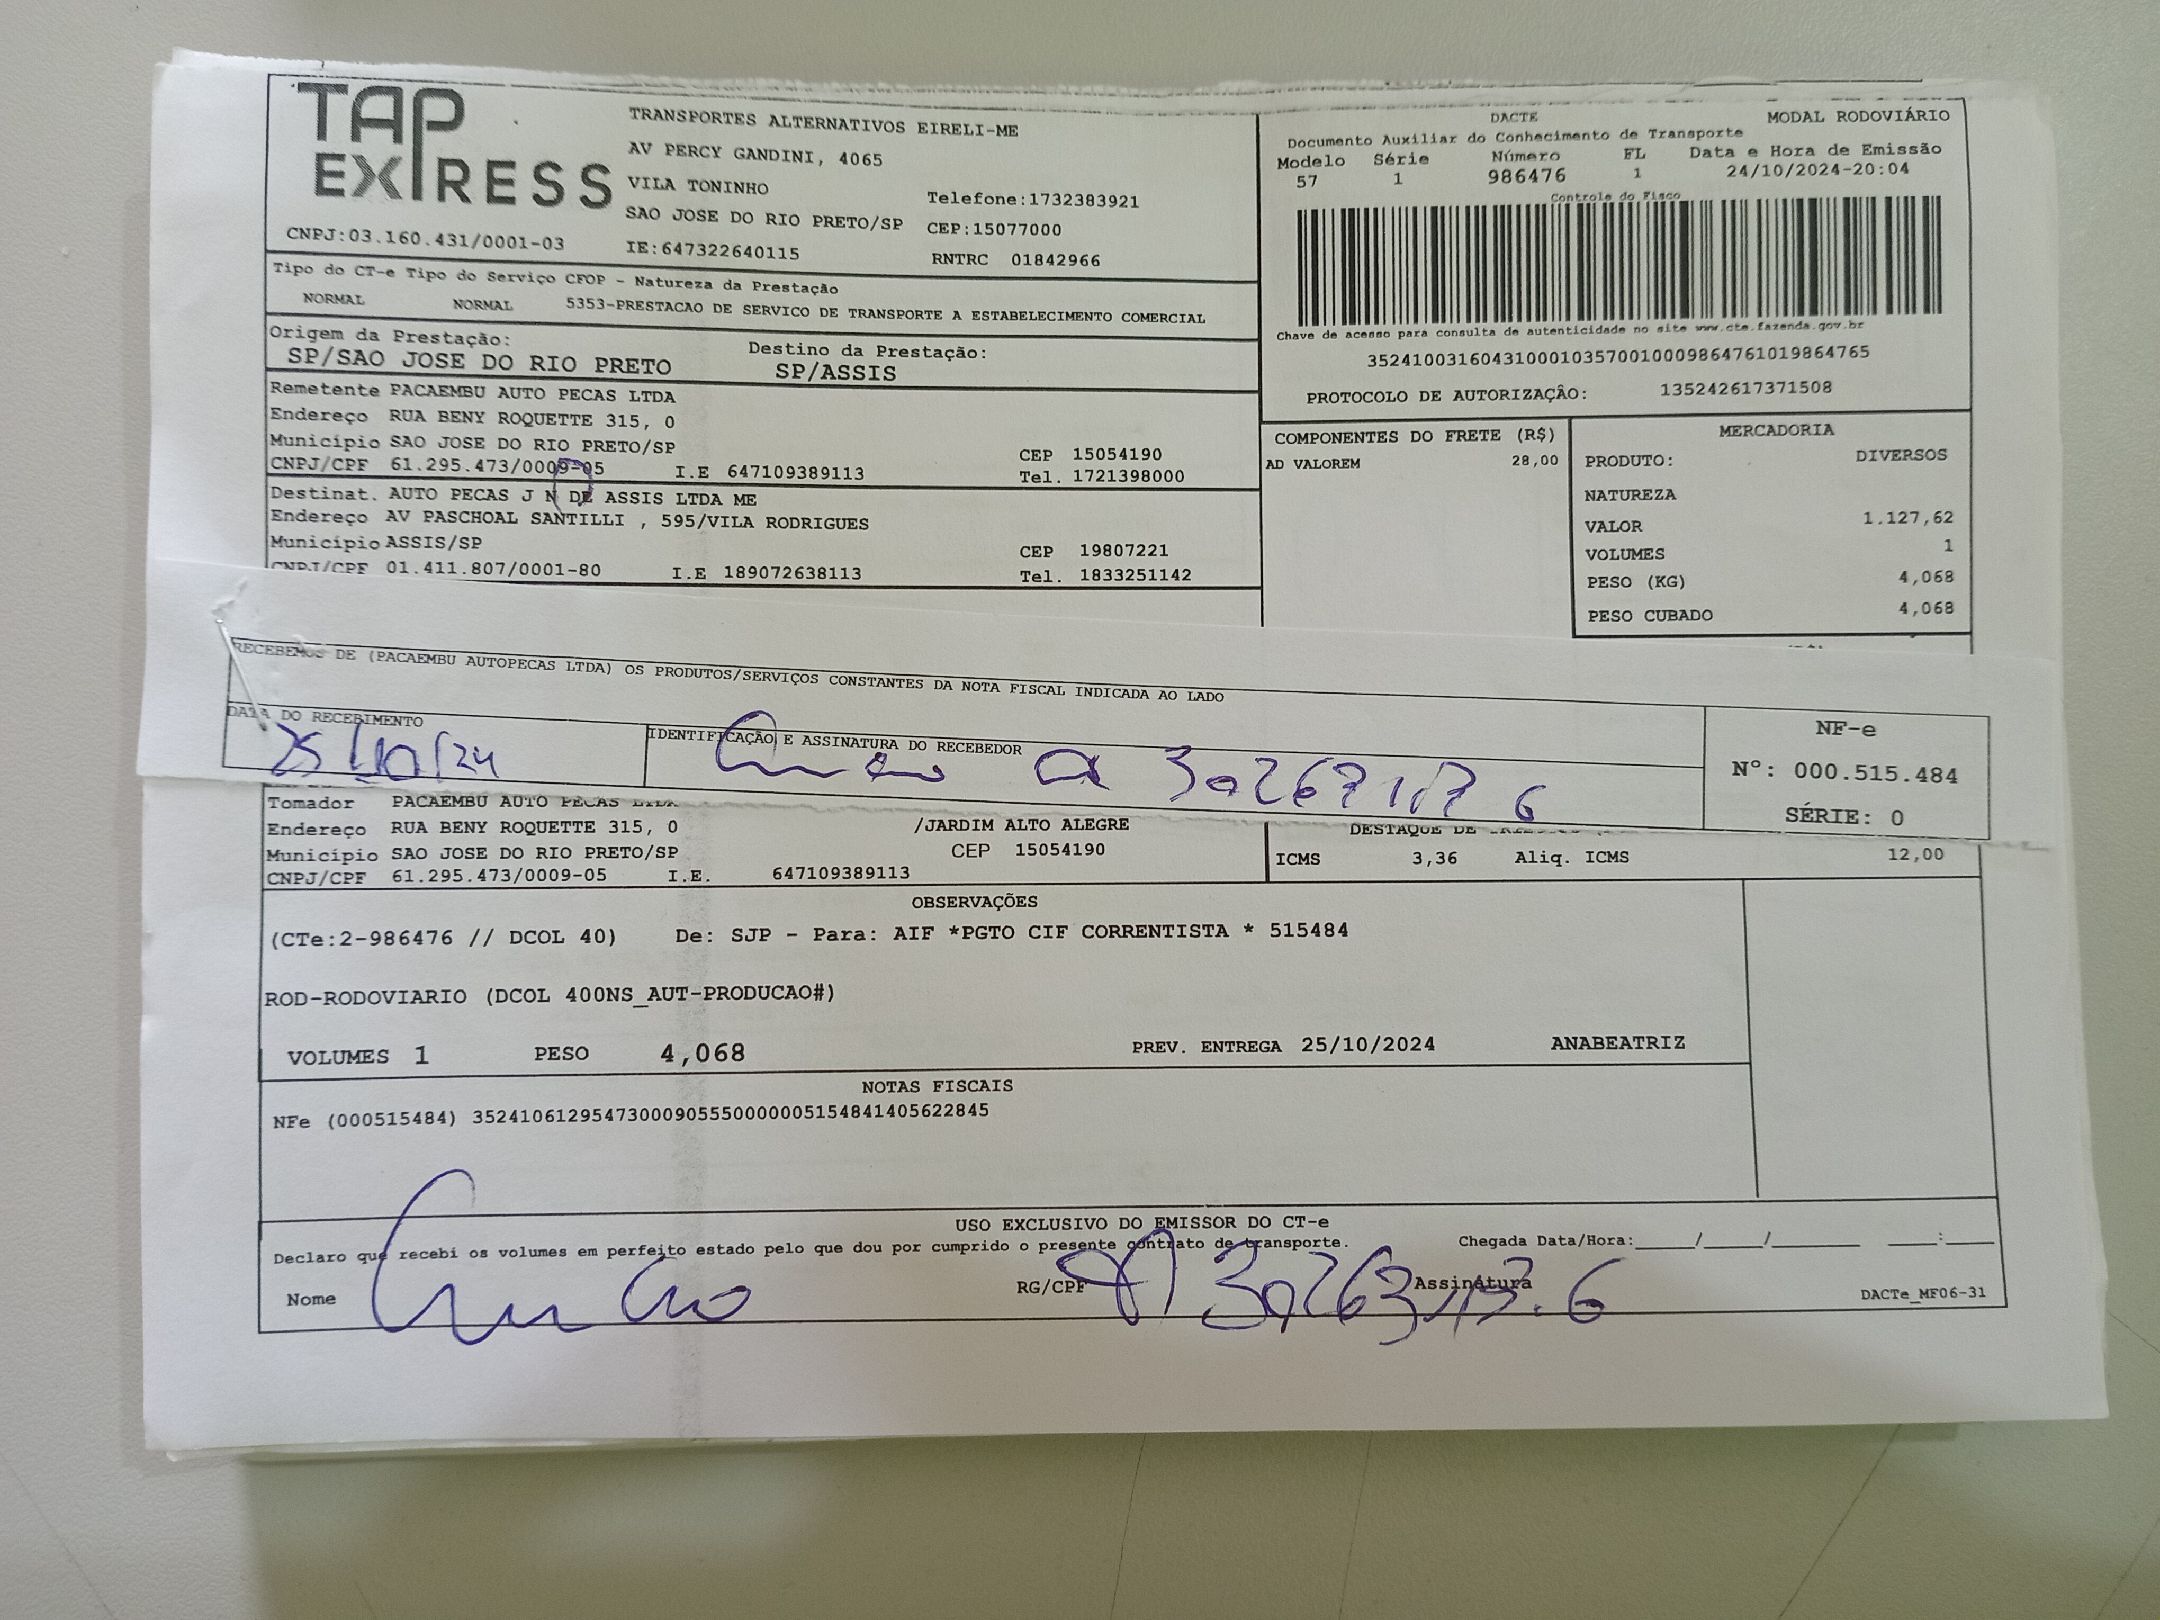 TAP EXPRESS
TRANSPORTES ALTERNATIVOS EIRELI-ME
AV PERCY GANDINI, 4065
VILA TONINHO
Telefone:1732383921
SAO JOSE DO RIO PRETO/SP CEP:15077000
CNPJ:03.160.431/0001-03 IE:647322640115 RNTRC 01842966
DACTE MODAL RODOVIÁRIO
Documento Auxiliar do Conhecimento de Transporte
Modelo Série Número FL Data e Hora de Emissão
57 1 986476 1 24/10/2024-20:04
Controle do Fisco
Chave de acesso para consulta de autenticidade no site www.cte.fazenda.gov.br
35241003160431000103570010009864761019864765
PROTOCOLO DE AUTORIZAÇÃO: 135242617371508
Tipo do CT-e Tipo do Serviço CFOP - Natureza da Prestação
NORMAL NORMAL 5353-PRESTACAO DE SERVICO DE TRANSPORTE A ESTABELECIMENTO COMERCIAL
Origem da Prestação: Destino da Prestação:
SP/SAO JOSE DO RIO PRETO SP/ASSIS
Remetente PACAEMBU AUTO PECAS LTDA
Endereço RUA BENY ROQUETTE 315, 0
Município SAO JOSE DO RIO PRETO/SP CEP 15054190
CNPJ/CPF 61.295.473/0009-05 I.E 647109389113 Tel. 1721398000
Destinat. AUTO PECAS J N DE ASSIS LTDA ME
Endereço AV PASCHOAL SANTILLI , 595/VILA RODRIGUES
Município ASSIS/SP CEP 19807221
CNPJ/CPF 01.411.807/0001-80 I.E 189072638113 Tel. 1833251142
COMPONENTES DO FRETE (R$)
AD VALOREM 28,00
MERCADORIA
PRODUTO: DIVERSOS
NATUREZA
VALOR 1.127,62
VOLUMES 1
PESO (KG) 4,068
PESO CUBADO 4,068
RECEBEMOS DE (PACAEMBU AUTOPECAS LTDA) OS PRODUTOS/SERVIÇOS CONSTANTES DA NOTA FISCAL INDICADA AO LADO
DATA DO RECEBIMENTO IDENTIFICAÇÃO E ASSINATURA DO RECEBEDOR
25/10/24
NF-e
Nº: 000.515.484
SÉRIE: 0
Tomador PACAEMBU AUTO PECAS LTDA
Endereço RUA BENY ROQUETTE 315, 0 /JARDIM ALTO ALEGRE
Município SAO JOSE DO RIO PRETO/SP CEP 15054190
CNPJ/CPF 61.295.473/0009-05 I.E. 647109389113
DESTAQUE DE
ICMS 3,36 Aliq. ICMS 12,00
OBSERVAÇÕES
(CTe:2-986476 // DCOL 40) De: SJP - Para: AIF *PGTO CIF CORRENTISTA * 515484
ROD-RODOVIARIO (DCOL 400NS_AUT-PRODUCAO#)
VOLUMES 1 PESO 4,068 PREV. ENTREGA 25/10/2024 ANABEATRIZ
NOTAS FISCAIS
NFe (000515484) 35241061295473000905550000005154841405622845
USO EXCLUSIVO DO EMISSOR DO CT-e
Declaro que recebi os volumes em perfeito estado pelo que dou por cumprido o presente contrato de transporte. Chegada Data/Hora:_____/_____/_______ ____:____
Nome RG/CPF Assinatura DACTe_MF06-31